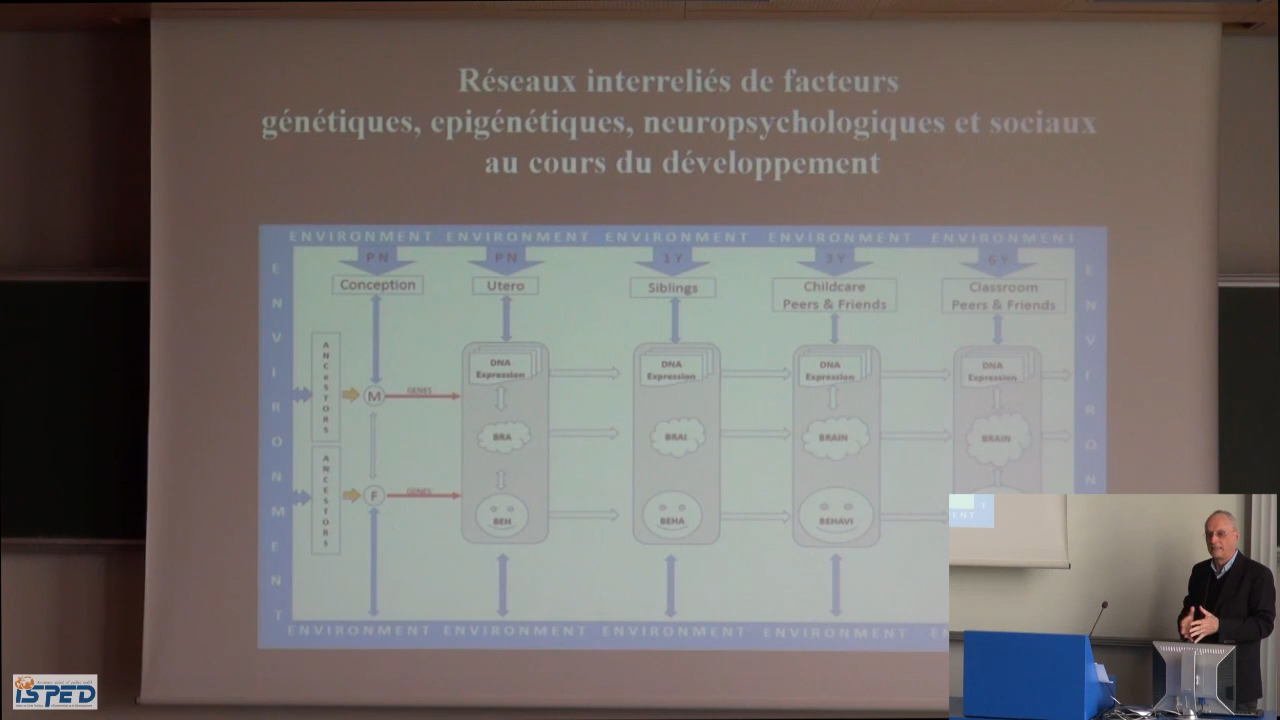 Réseaux interreliés de facteurs
génétiques, epigénétiques, neuropsychologiques et sociaux
au cours du développement
ENVIRONMENT ENVIRONMENT ENVIRONMENT ENVIRONMENT ENVIRONMENT
P N P N 1 Y 3 Y 6 Y
Conception Utero Siblings Childcare Classroom
Peers & Friends Peers & Friends
ENVIRONMENT
ANCESTORS
ANCESTORS
DNA DNA DNA DNA
Expression Expression Expression Expression
M GENES
BRA BRAI BRAIN BRAIN
F GENES
BEH BEHA BEHAVI
ENVIRON
ENVIRONMENT ENVIRONMENT ENVIRONMENT ENVIRONMENT
ISPED